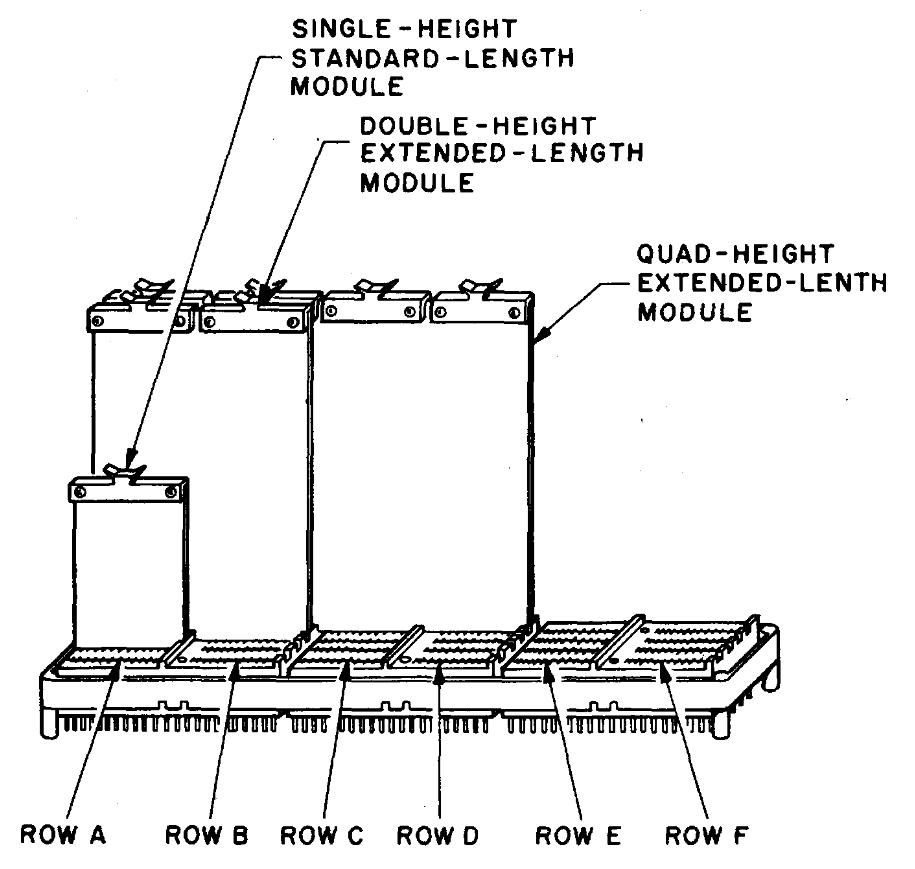 SINGLE-HEIGHT
STANDARD-LENGTH
MODULE
DOUBLE-HEIGHT
EXTENDED-LENGTH
MODULE
QUAD-HEIGHT
EXTENDED-LENTH
MODULE
ROW A
ROW B
ROW C
ROW D
ROW E
ROW F